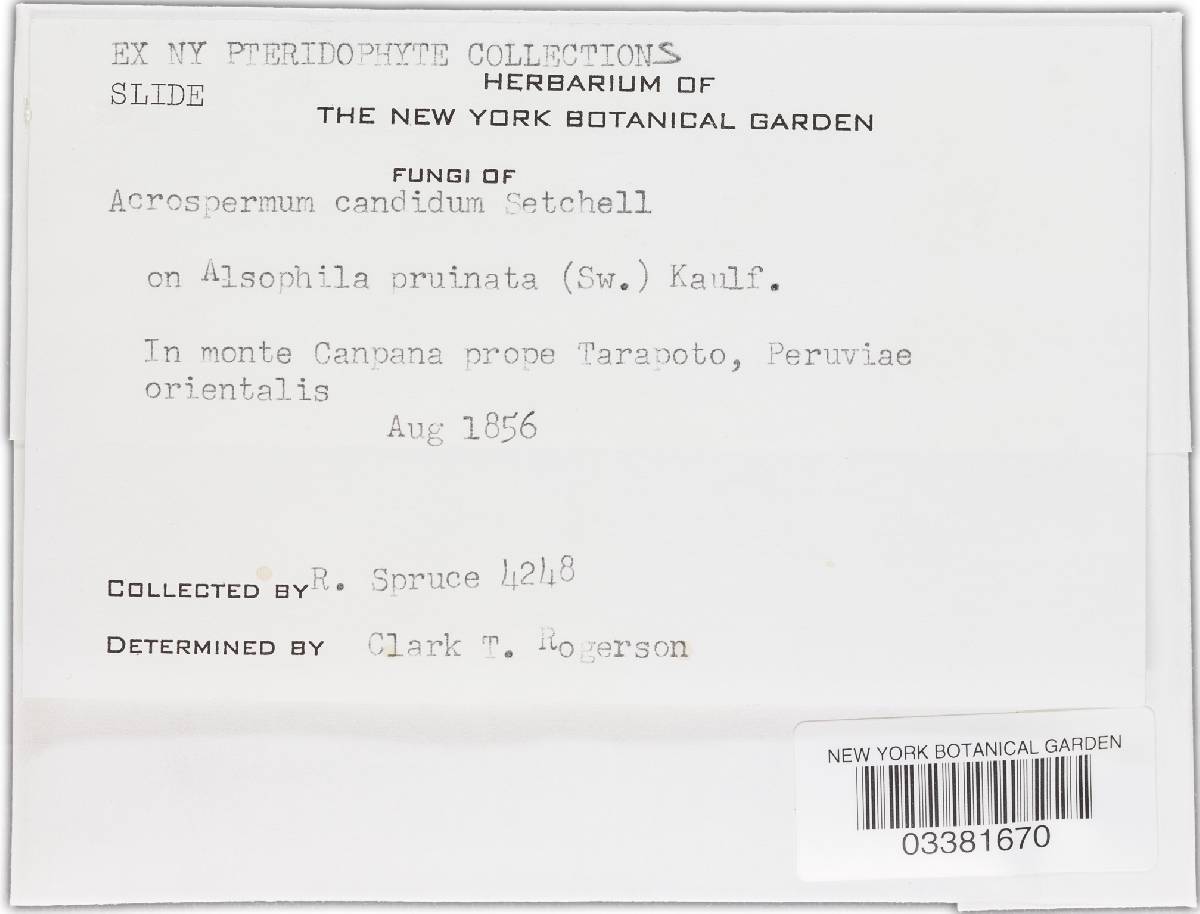 EX NY PTERIDOPHYTE COLLECTIONS
SLIDE
HERBARIUM OF
THE NEW YORK BOTANICAL GARDEN
FUNGI OF
Acrospermum candidum Setchell
on Alsophila pruinata (Sw.) Kaulf.
In monte Canpana prope Tarapoto, Peruviae
orientalis
Aug 1856
COLLECTED BY R. Spruce 4248
DETERMINED BY Clark T. Rogerson
NEW YORK BOTANICAL GARDEN
03381670